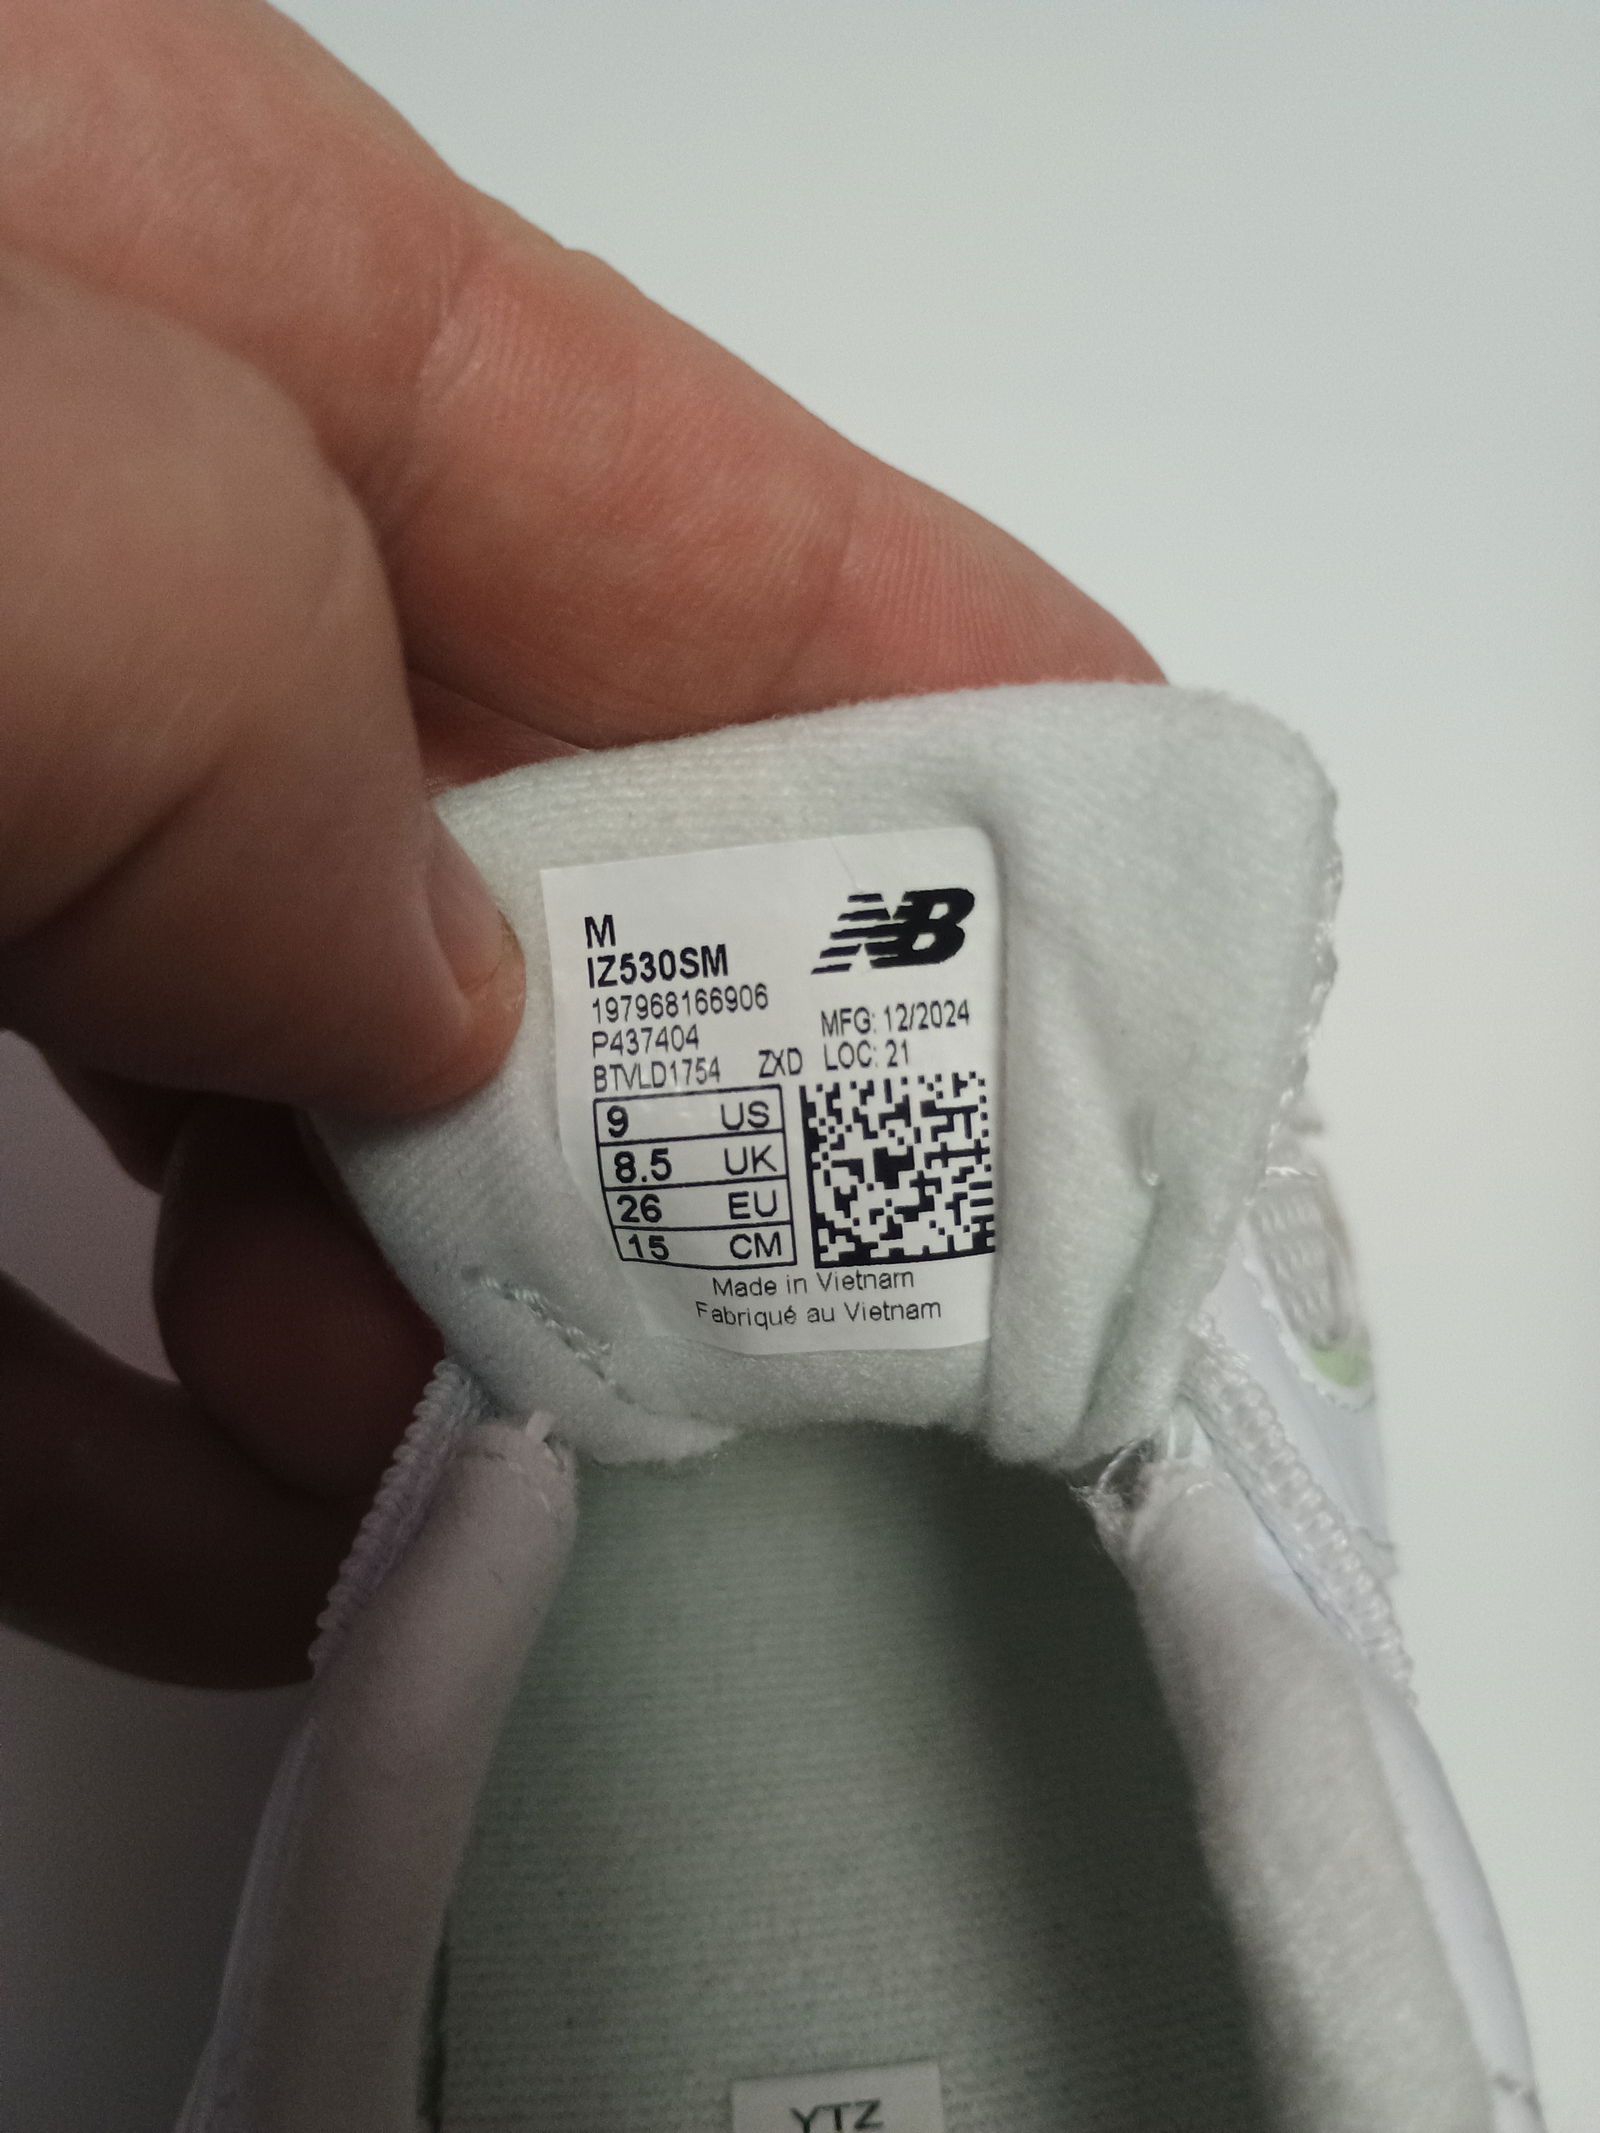 M
NB
IZ530SM
197968166906
P437404
BTVLD1754 ZXD
MFG: 12/2024
LOC: 21
9 US
8.5 UK
26 EU
15 CM
Made in Vietnam
Fabriqué au Vietnam
YTZ